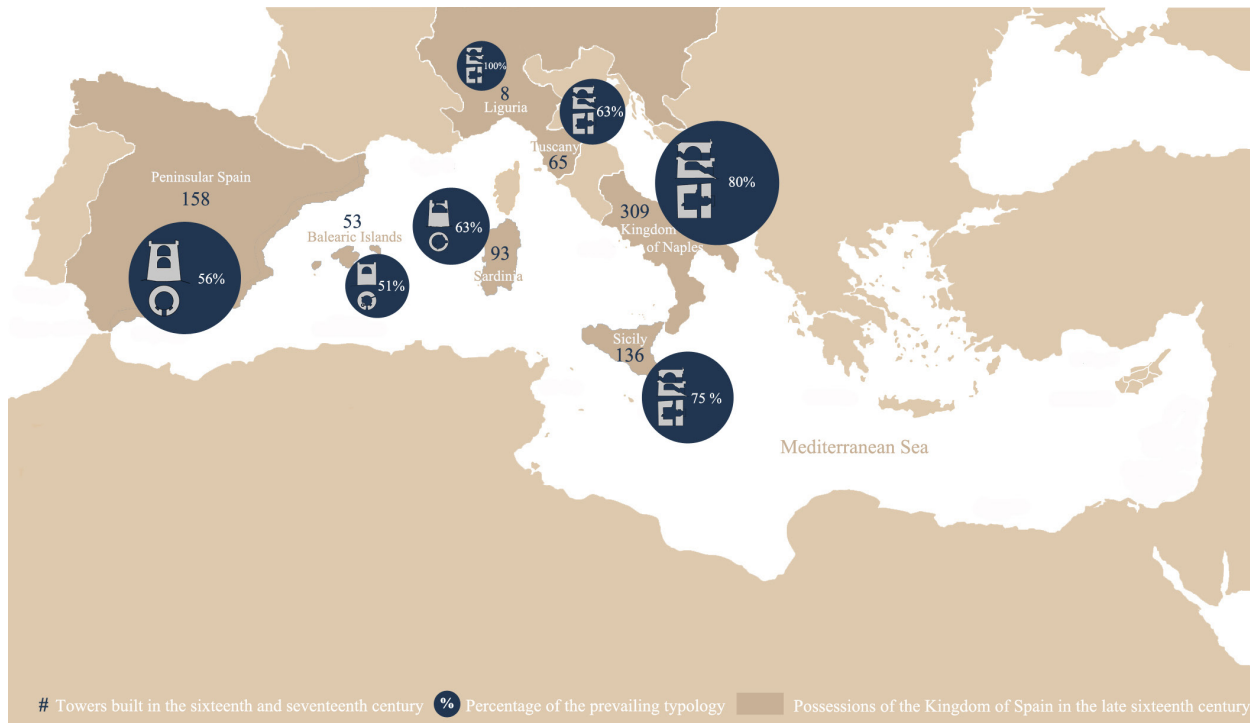 100%
8
Liguria
63%
Tuscany
65
80%
Peninsular Spain
158
56%
53
Balearic Islands
51%
63%
93
Sardinia
309
Kingdom
of Naples
Sicily
136
75 %
Mediterranean Sea
# Towers built in the sixteenth and seventeenth century
% Percentage of the prevailing typology
Possessions of the Kingdom of Spain in the late sixteenth century